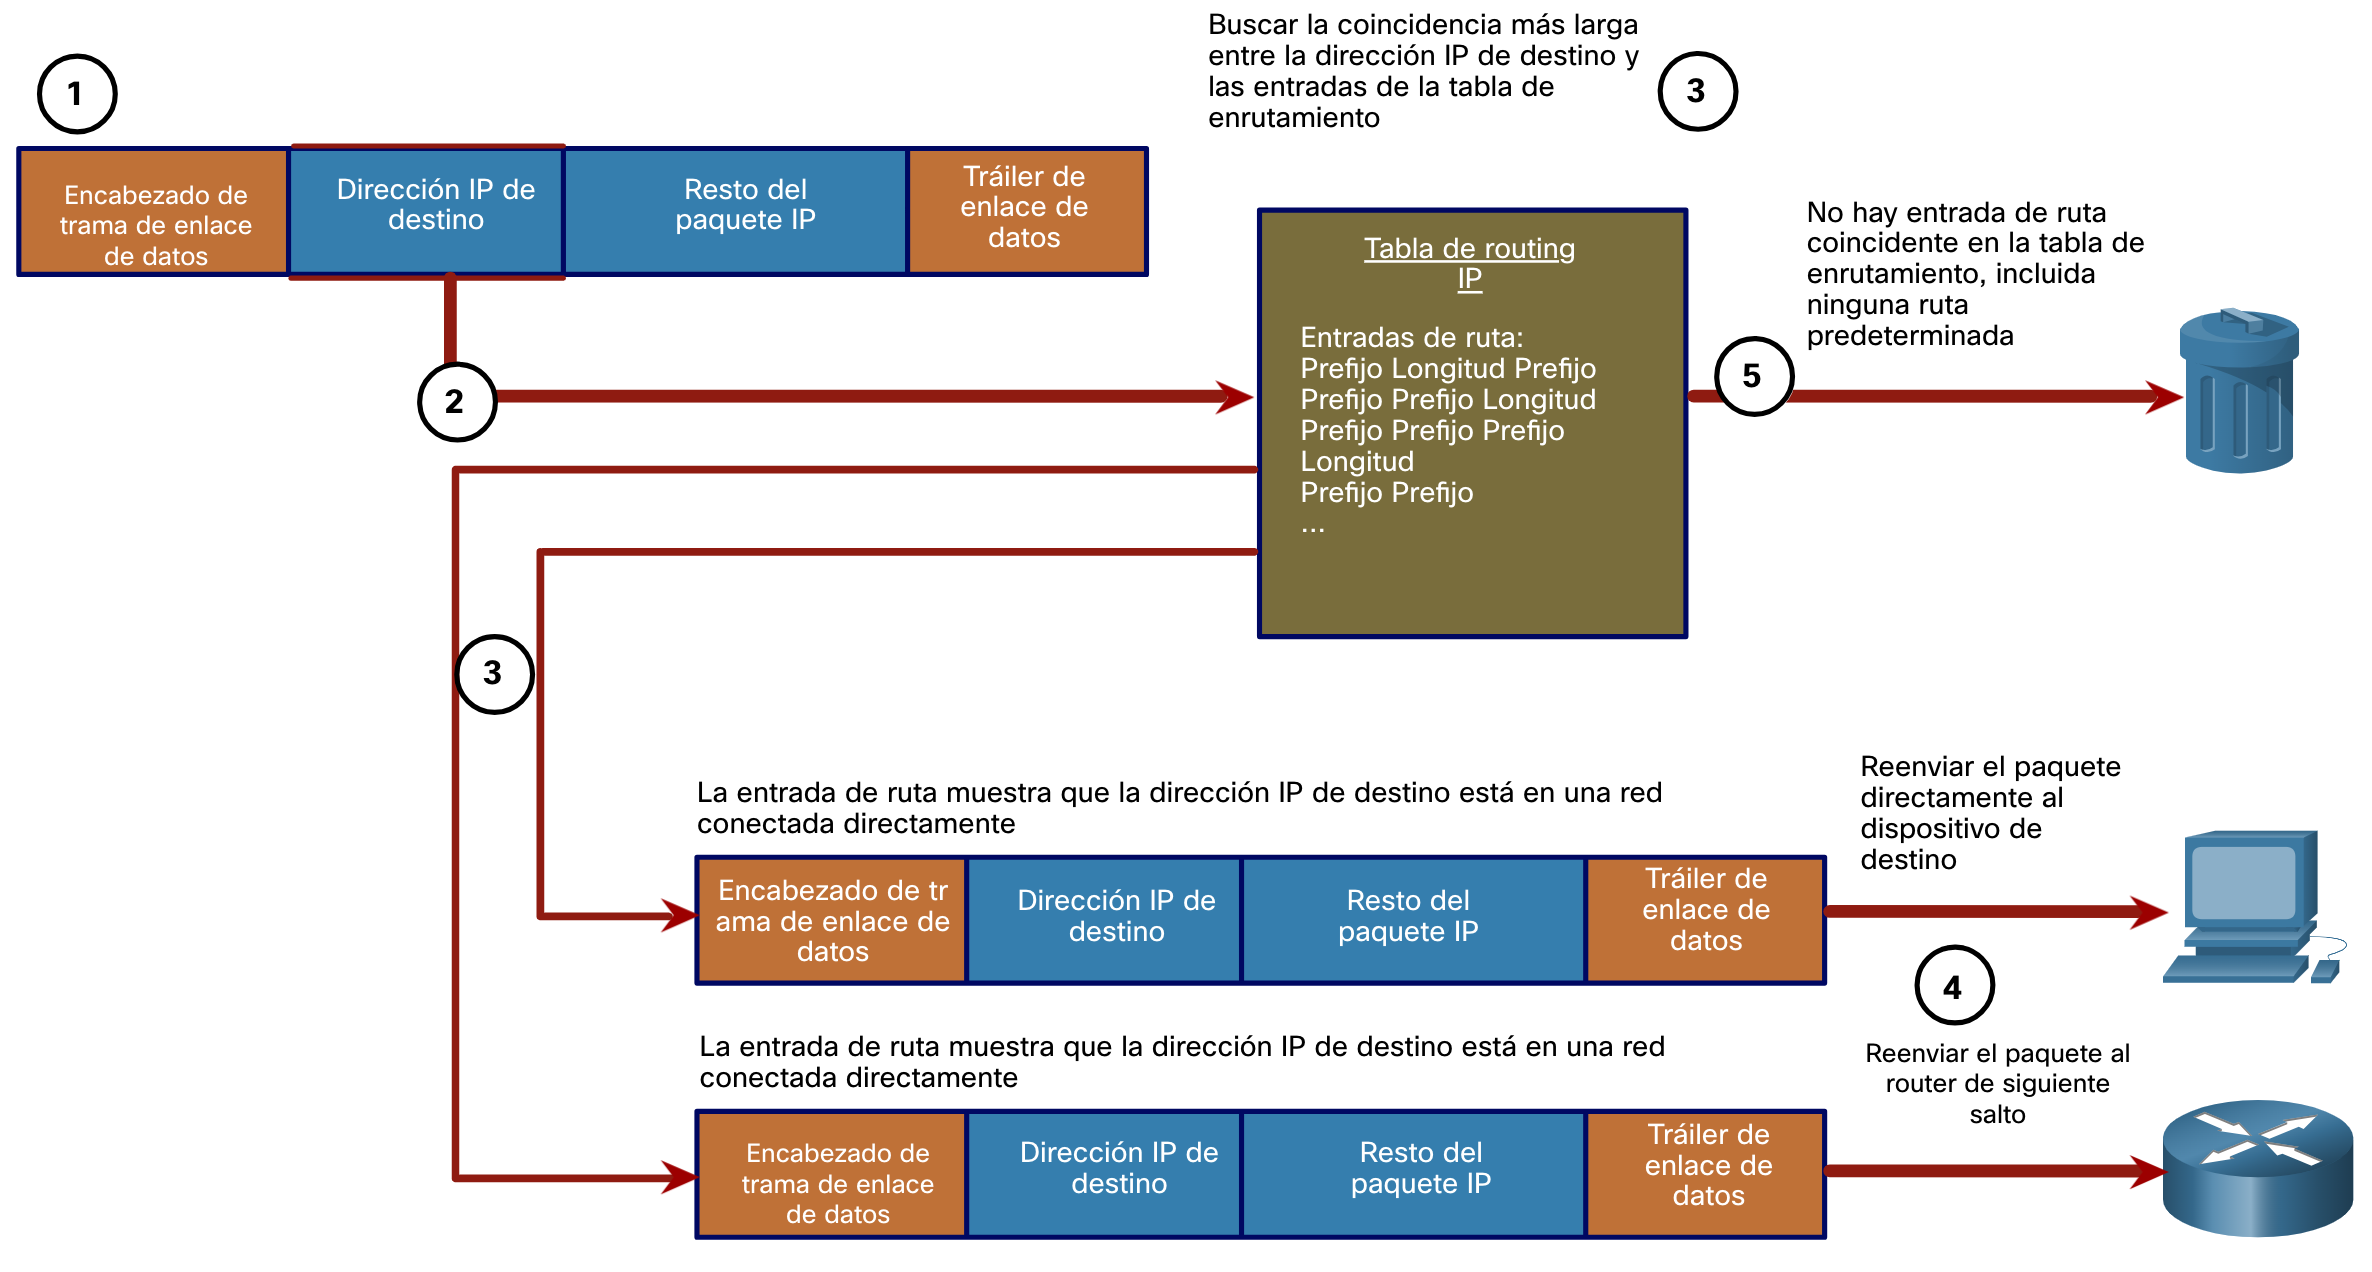 Buscar la coincidencia más larga
entre la dirección IP de destino y
las entradas de la tabla de
enrutamiento
3
1
Encabezado de
trama de enlace
de datos
Dirección IP de
destino
Resto del
paquete IP
Tráiler de
enlace de
datos
2
Tabla de routing
IP
Entradas de ruta:
Prefijo Longitud Prefijo
Prefijo Prefijo Longitud
Prefijo Prefijo Prefijo
Longitud
Prefijo Prefijo
...
No hay entrada de ruta
coincidente en la tabla de
enrutamiento, incluida
ninguna ruta
predeterminada
5
3
La entrada de ruta muestra que la dirección IP de destino está en una red
conectada directamente
Encabezado de tr
ama de enlace de
datos
Dirección IP de
destino
Resto del
paquete IP
Tráiler de
enlace de
datos
Reenviar el paquete
directamente al
dispositivo de
destino
4
La entrada de ruta muestra que la dirección IP de destino está en una red
conectada directamente
Encabezado de
trama de enlace
de datos
Dirección IP de
destino
Resto del
paquete IP
Tráiler de
enlace de
datos
Reenviar el paquete al
router de siguiente
salto